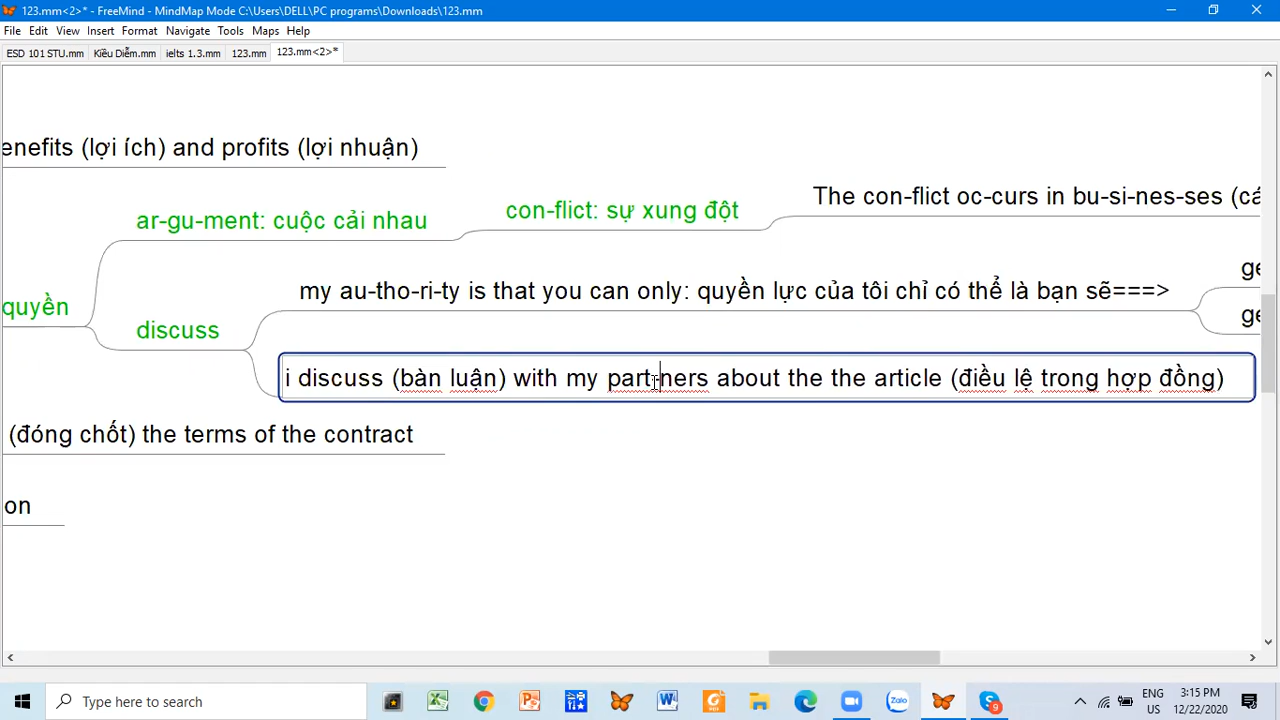 123.mm<2>* - FreeMind - MindMap Mode C:\Users\DELL\PC programs\Downloads\123.mm
File Edit View Insert Format Navigate Tools Maps Help
ESD 101 STU.mm Kiều Diễm.mm ielts 1.3.mm 123.mm 123.mm<2>*
enefits (lợi ích) and profits (lợi nhuận)
The con-flict oc-curs in bu-si-nes-ses (cá
con-flict: sự xung đột
ar-gu-ment: cuộc cải nhau
ge
my au-tho-ri-ty is that you can only: quyền lực của tôi chỉ có thể là bạn sẽ===>
quyền
ge
discuss
i discuss (bàn luận) with my part-ners about the the article (điều lệ trong hợp đồng)
(đóng chốt) the terms of the contract
on
Type here to search
ENG
US
3:15 PM
12/22/2020
9